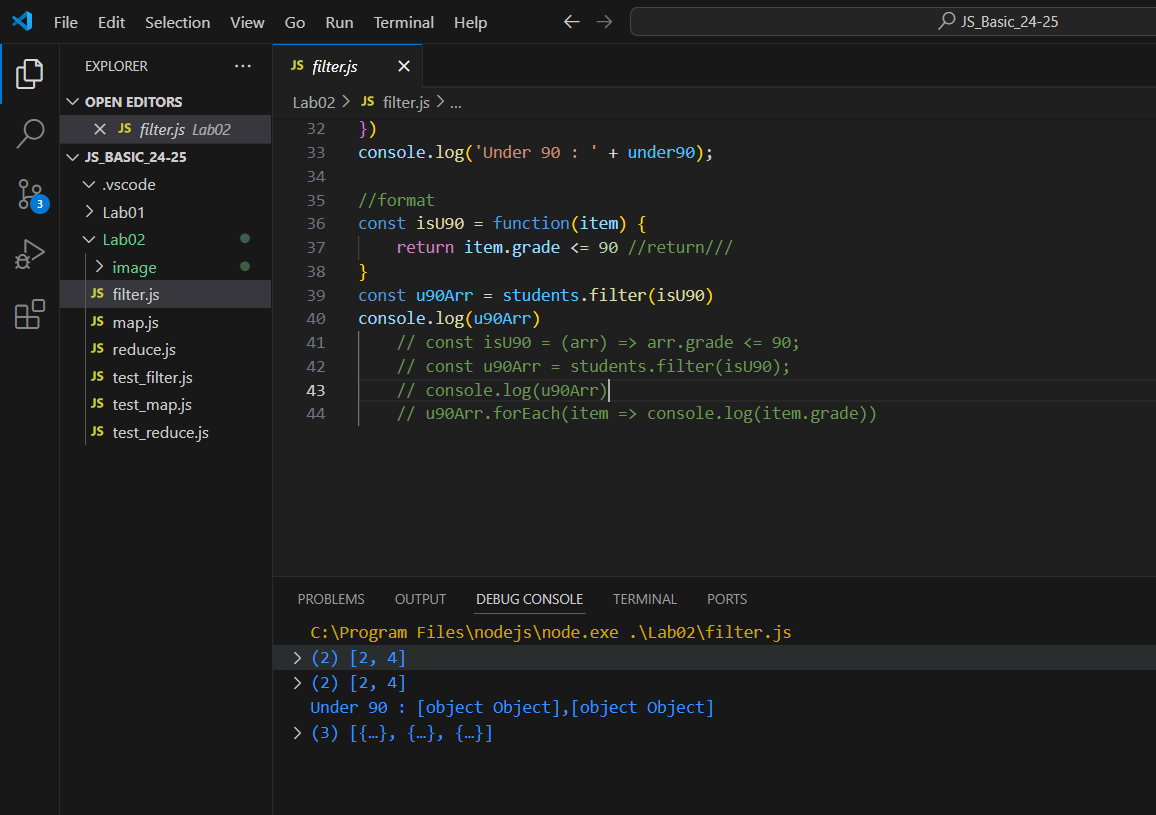 File Edit Selection View Go Run Terminal Help ← → JS_Basic_24-25
EXPLORER ...
OPEN EDITORS
JS filter.js Lab02
JS_BASIC_24-25
.vscode
Lab01
Lab02
image
JS filter.js
JS map.js
JS reduce.js
JS test_filter.js
JS test_map.js
JS test_reduce.js
3
JS filter.js
Lab02 > JS filter.js > ...
32 })
33 console.log('Under 90 : ' + under90);
34
35 //format
36 const isU90 = function(item) {
37 return item.grade <= 90 //return///
38 }
39 const u90Arr = students.filter(isU90)
40 console.log(u90Arr)
41 // const isU90 = (arr) => arr.grade <= 90;
42 // const u90Arr = students.filter(isU90);
43 // console.log(u90Arr)
44 // u90Arr.forEach(item => console.log(item.grade))
PROBLEMS OUTPUT DEBUG CONSOLE TERMINAL PORTS
C:\Program Files\nodejs\node.exe .\Lab02\filter.js
> (2) [2, 4]
> (2) [2, 4]
Under 90 : [object Object],[object Object]
> (3) [{…}, {…}, {…}]